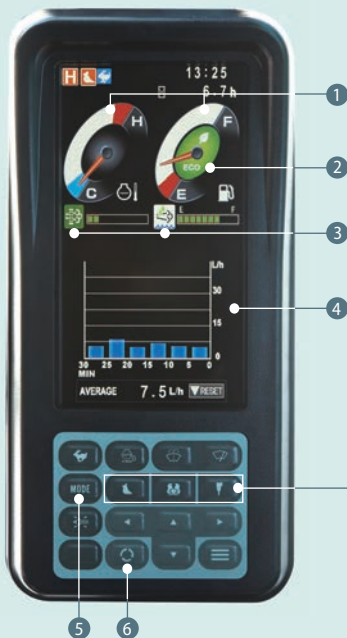 H 13:25
6.7h
1
H F
2
ECO
C E
E F
3
L/h
30
4
15
0
30 25 20 15 10 5 0
MIN
AVERAGE 7.5 L/h ▼RESET
MODE
5 6